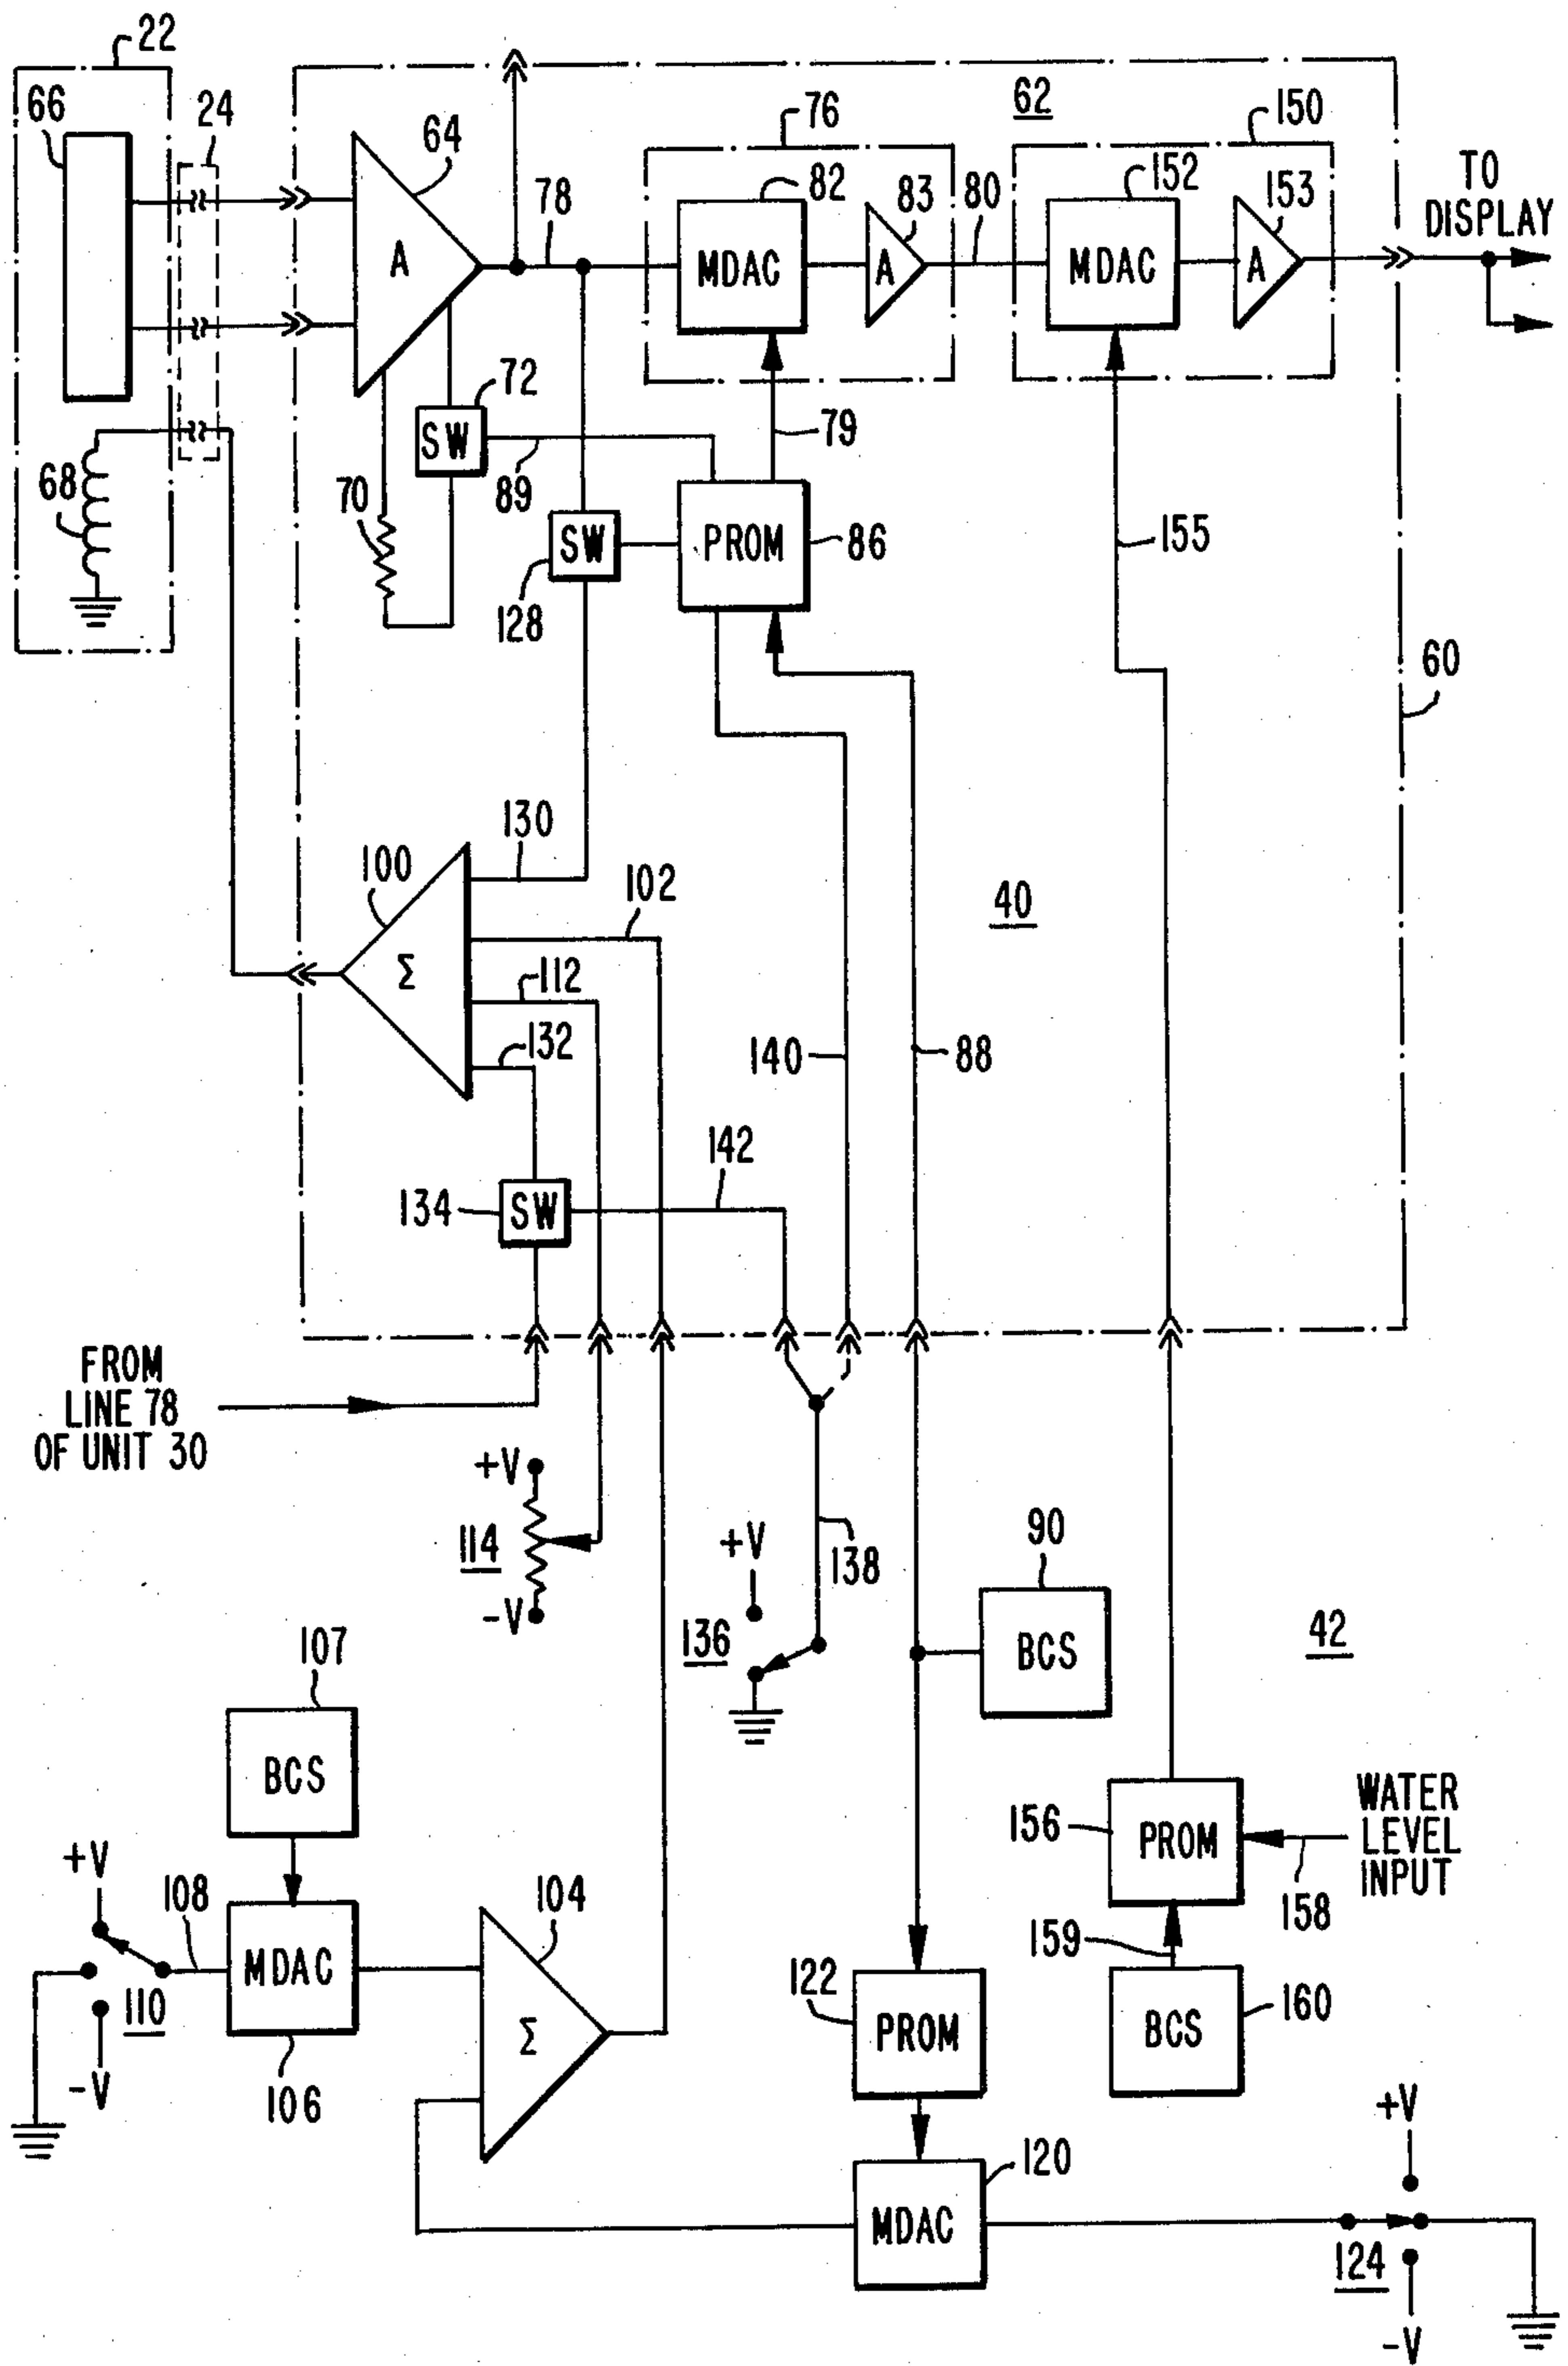 22
66
24
64
62
76
150
78
82
83
80
152
153
TO
DISPLAY
A
MDAC
A
MDAC
A
72
SW
89
79
68
70
SW
128
PROM
86
155
60
130
100
102
40
Σ
112
132
140
88
142
134
SW
FROM
LINE 78
OF UNIT 30
+V
114
-V
+V
138
136
90
BCS
42
107
BCS
156
PROM
WATER
LEVEL
INPUT
158
+V
108
MDAC
104
159
110
-V
106
Σ
122
PROM
BCS
160
120
MDAC
+V
124
-V